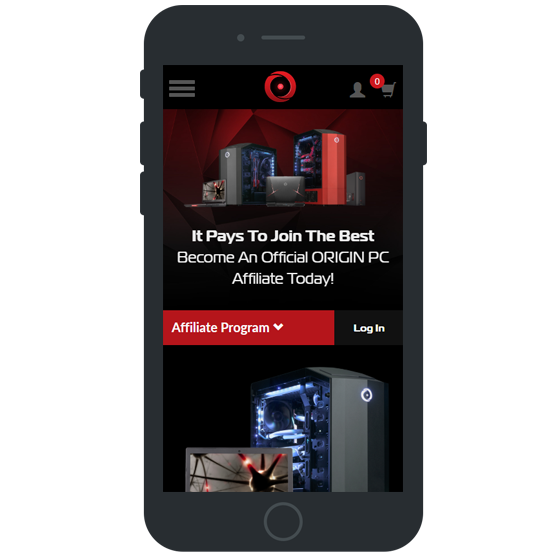 0
It Pays To Join The Best
Become An Official ORIGIN PC
Affiliate Today!
Affiliate Program
Log In